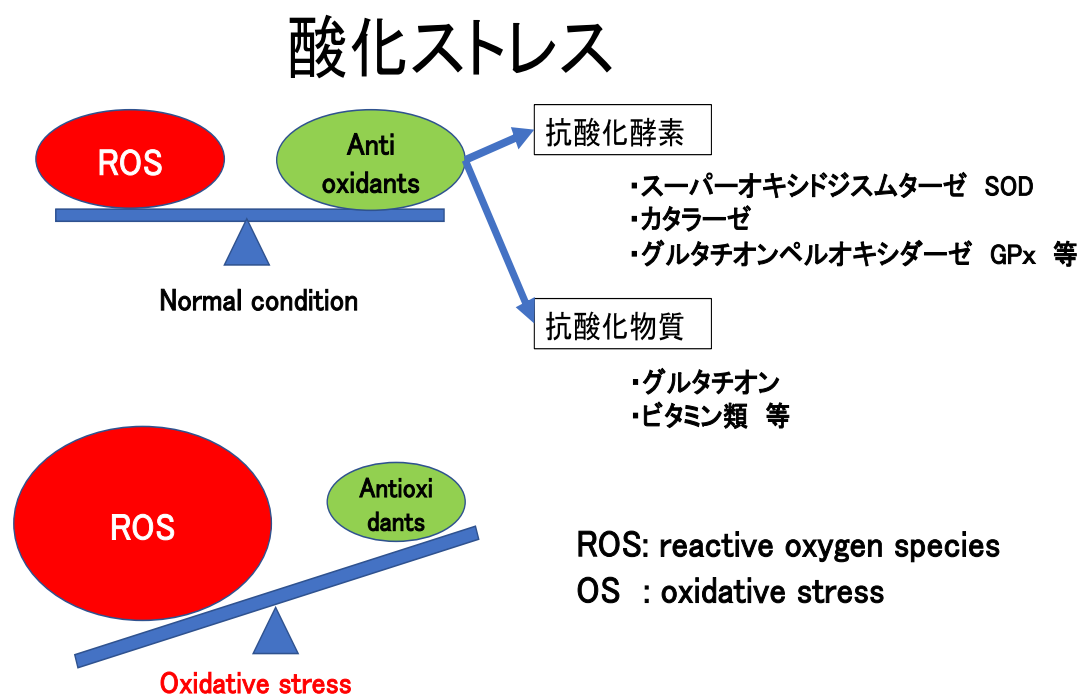 酸化ストレス
ROS
Anti
oxidants
Normal condition
抗酸化酵素
・スーパーオキシドジスムターゼ SOD
・カタラーゼ
・グルタチオンペルオキシダーゼ GPx 等
抗酸化物質
・グルタチオン
・ビタミン類 等
ROS
Antioxi
dants
Oxidative stress
ROS: reactive oxygen species
OS : oxidative stress